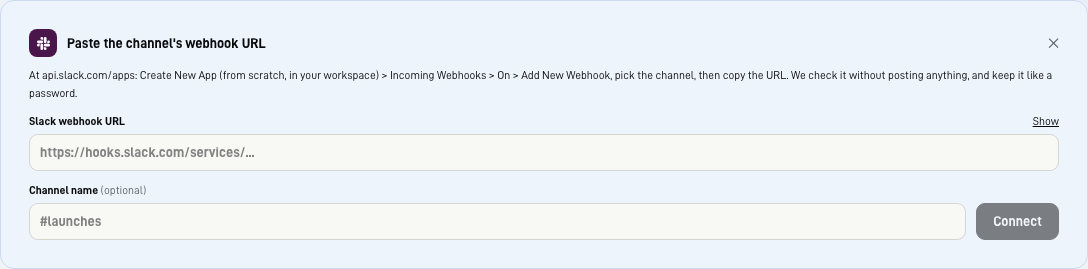 Paste the channel's webhook URL
At api.slack.com/apps: Create New App (from scratch, in your workspace) > Incoming Webhooks > On > Add New Webhook, pick the channel, then copy the URL. We check it without posting anything, and keep it like a
password.
Slack webhook URL
Show
https://hooks.slack.com/services/...
Channel name (optional)
#launches
Connect